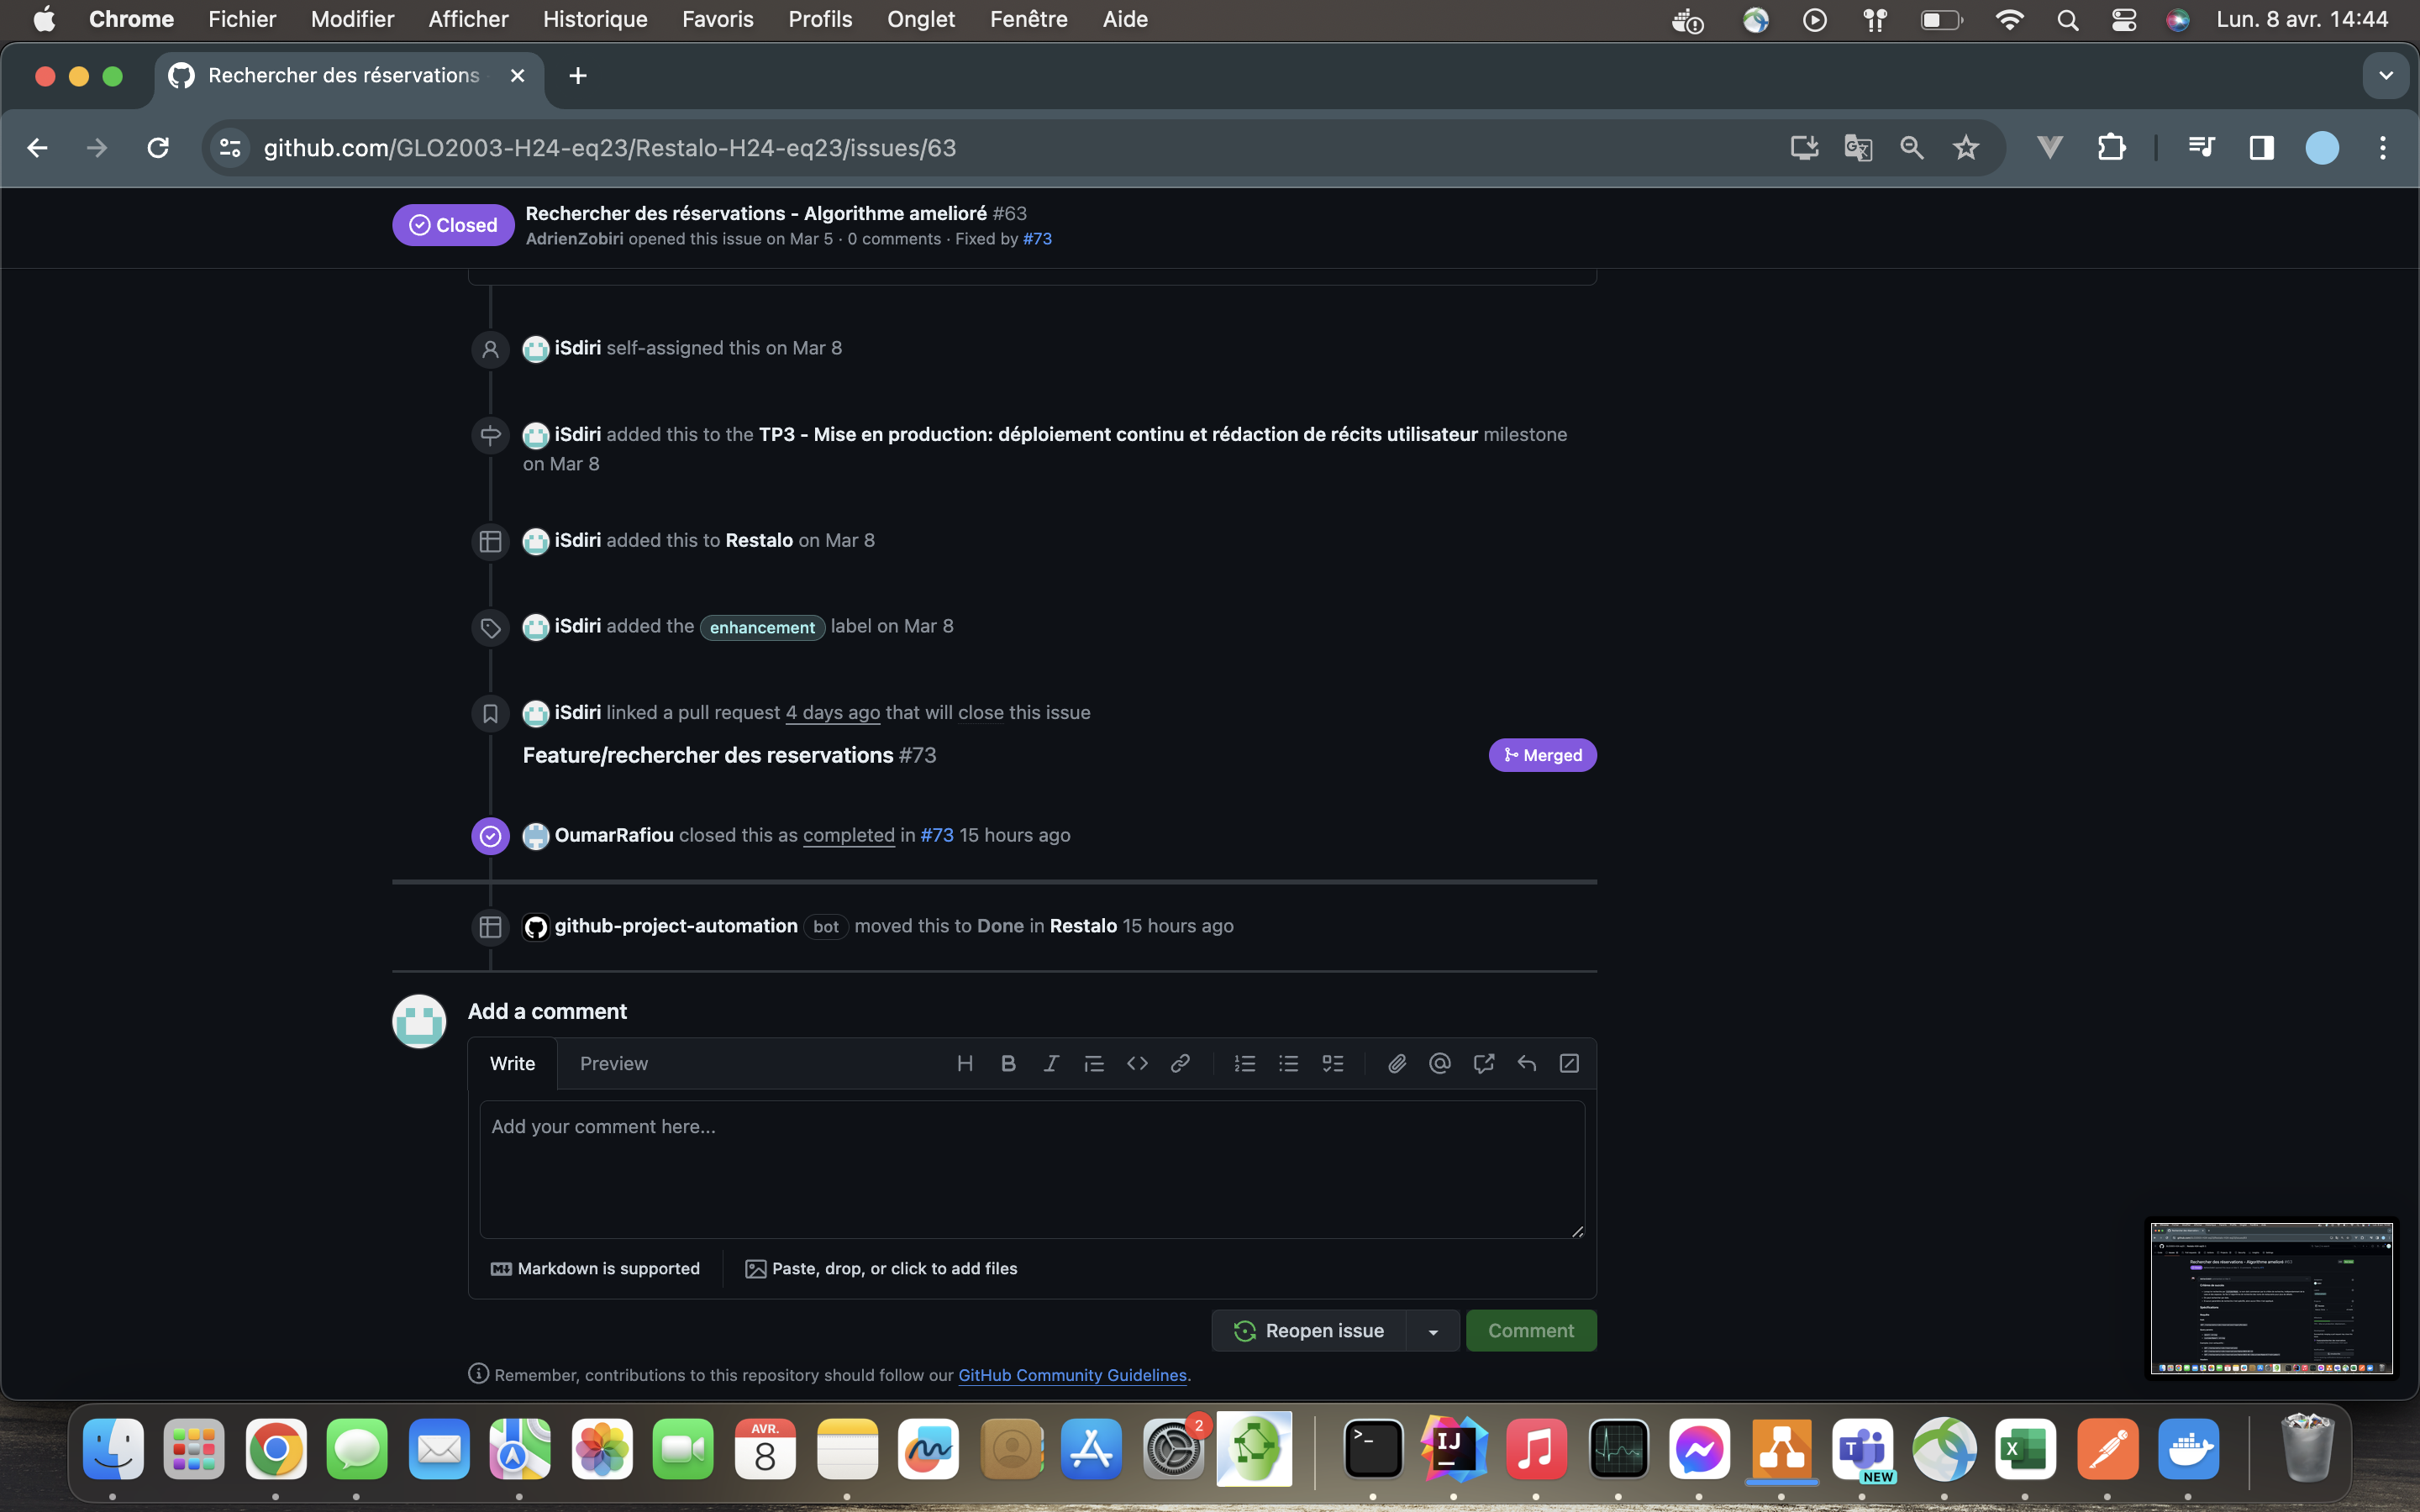 Chrome Fichier Modifier Afficher Historique Favoris Profils Onglet Fenêtre Aide Lun. 8 avr. 14:44
Rechercher des réservations
github.com/GLO2003-H24-eq23/Restalo-H24-eq23/issues/63
Closed
Rechercher des réservations - Algorithme amelioré #63
AdrienZobiri opened this issue on Mar 5 · 0 comments · Fixed by #73
iSdiri self-assigned this on Mar 8
iSdiri added this to the TP3 - Mise en production: déploiement continu et rédaction de récits utilisateur milestone
on Mar 8
iSdiri added this to Restalo on Mar 8
iSdiri added the enhancement label on Mar 8
iSdiri linked a pull request 4 days ago that will close this issue
Feature/rechercher des reservations #73
Merged
OumarRafiou closed this as completed in #73 15 hours ago
github-project-automation bot moved this to Done in Restalo 15 hours ago
Add a comment
Write Preview
Add your comment here...
Markdown is supported
Paste, drop, or click to add files
Reopen issue
Comment
Remember, contributions to this repository should follow our GitHub Community Guidelines.
AVR.
8
2
IJ
T
NEW
X